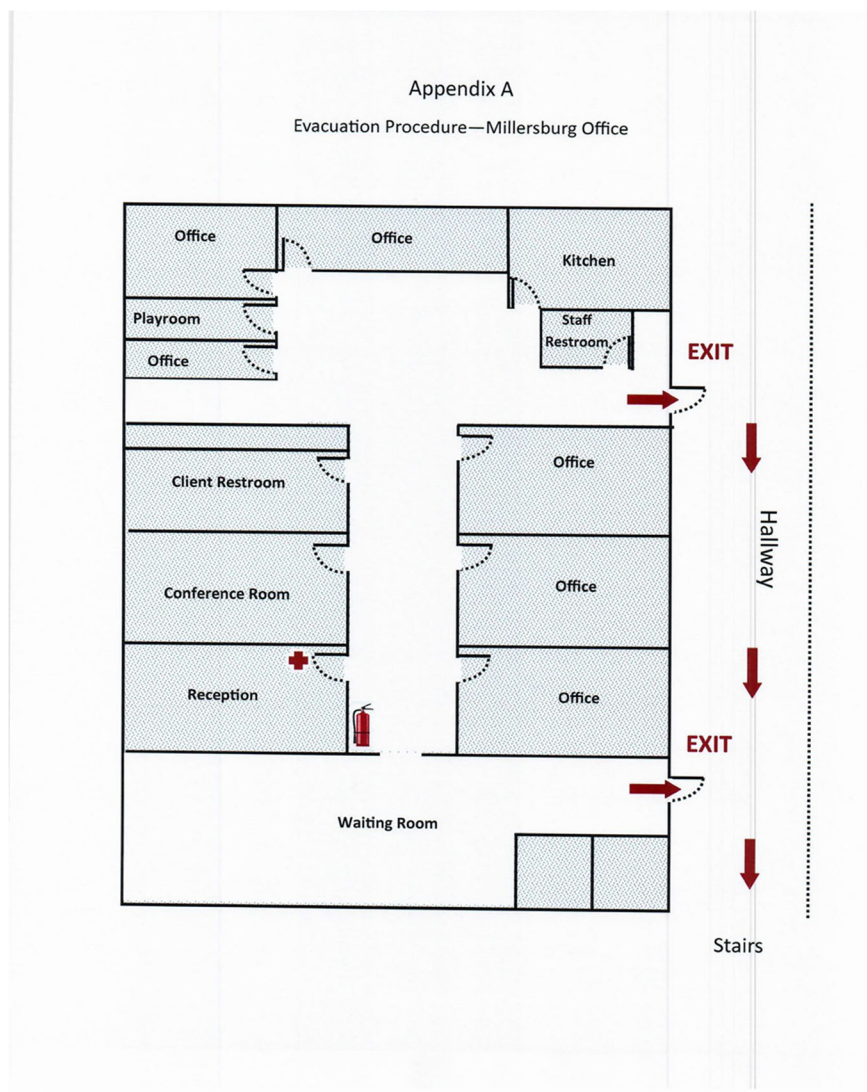 Appendix A
Evacuation Procedure—Millersburg Office
Office
Office
Kitchen
Playroom
Staff
Restroom
Office
EXIT
Office
Client Restroom
Hallway
Conference Room
Office
Reception
Office
EXIT
Waiting Room
Stairs